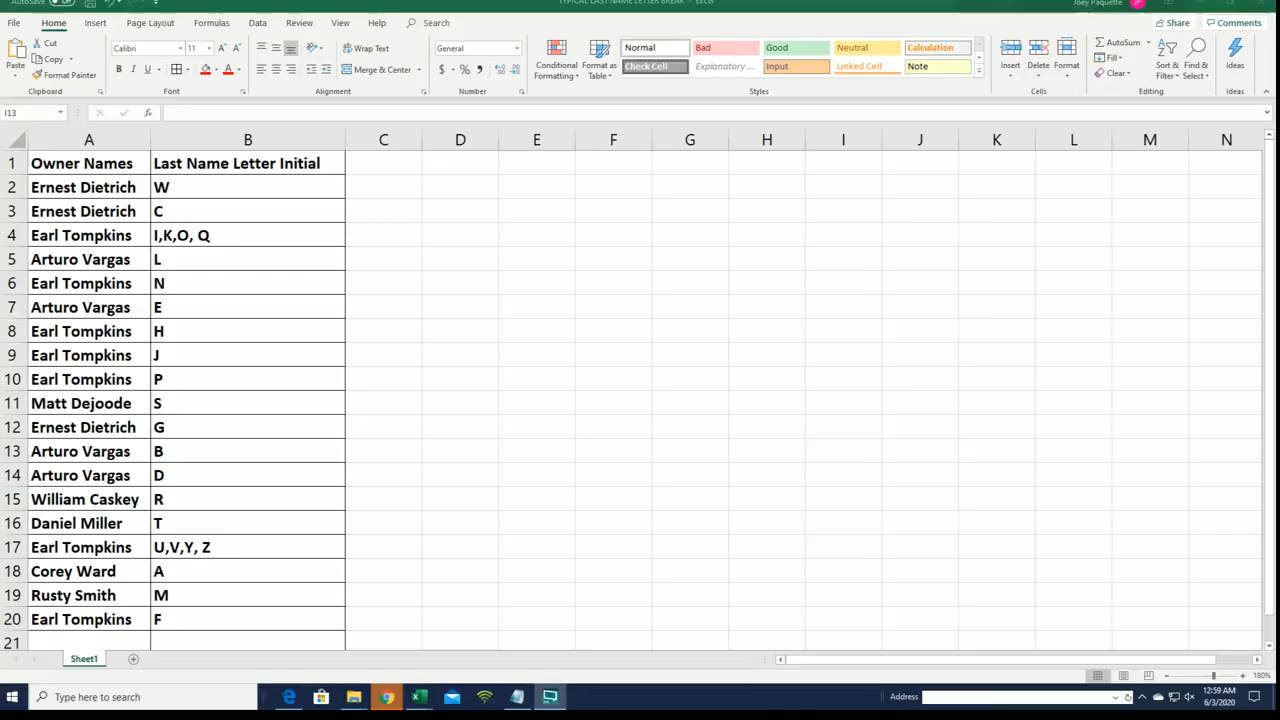 AutoSave Off TYPICAL LAST NAME LETTER BREAK - Excel Joey Paquette JP
File Home Insert Page Layout Formulas Data Review View Help Search Share Comments
Paste Cut Calibri 11 Wrap Text General Normal Bad Good Neutral Calculation AutoSum
Copy Format Painter B I U A Merge & Center $ % 9 Conditional Formatting Format as Table Check Cell Explanatory ... Input Linked Cell Note Insert Delete Format Fill Clear Sort & Filter Find & Select Ideas
Clipboard Font Alignment Number Styles Cells Editing Ideas
I13 fx
A B C D E F G H I J K L M N
1 Owner Names Last Name Letter Initial
2 Ernest Dietrich W
3 Ernest Dietrich C
4 Earl Tompkins I,K,O, Q
5 Arturo Vargas L
6 Earl Tompkins N
7 Arturo Vargas E
8 Earl Tompkins H
9 Earl Tompkins J
10 Earl Tompkins P
11 Matt Dejoode S
12 Ernest Dietrich G
13 Arturo Vargas B
14 Arturo Vargas D
15 William Caskey R
16 Daniel Miller T
17 Earl Tompkins U,V,Y, Z
18 Corey Ward A
19 Rusty Smith M
20 Earl Tompkins F
21
Sheet1
180%
Type here to search Address 12:59 AM
6/3/2020